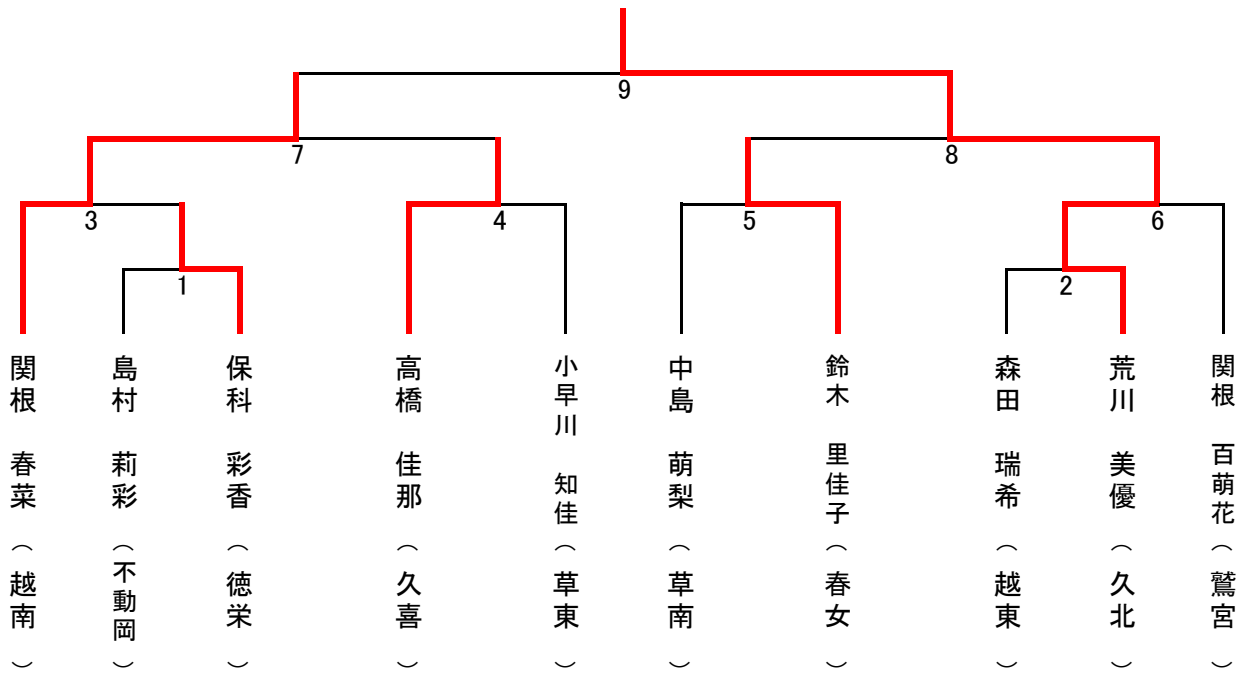 9
7
8
3
4
5
6
1
2
関根 春菜（越南）
島村 莉彩（不動岡）
保科 彩香（徳栄）
高橋 佳那（久喜）
小早川 知佳（草東）
中島 萌梨（草南）
鈴木 里佳子（春女）
森田 瑞希（越東）
荒川 美優（久北）
関根 百萌花（鷲宮）